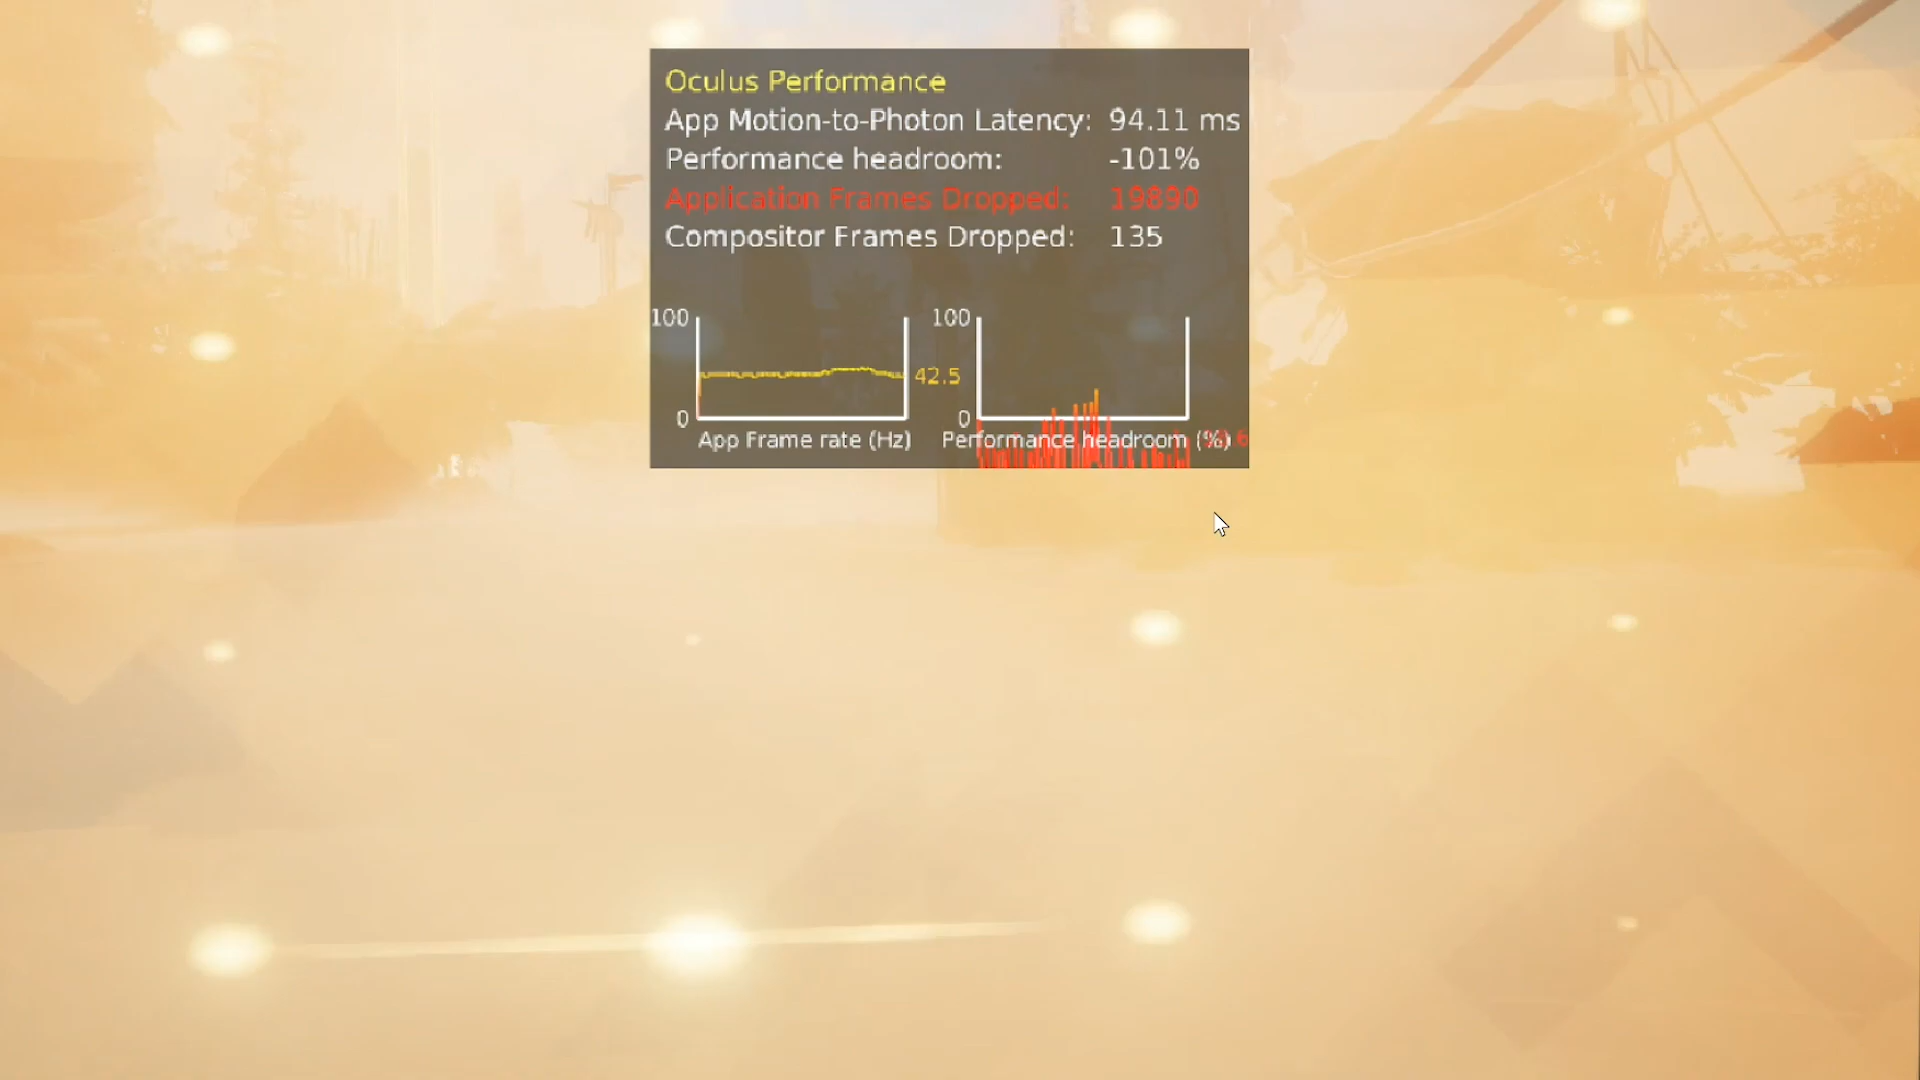 Oculus Performance
App Motion-to-Photon Latency: 94.11 ms
Performance headroom: -101%
Application Frames Dropped: 19890
Compositor Frames Dropped: 135
100
42.5
0
App Frame rate (Hz)
100
0
Performance headroom (%)